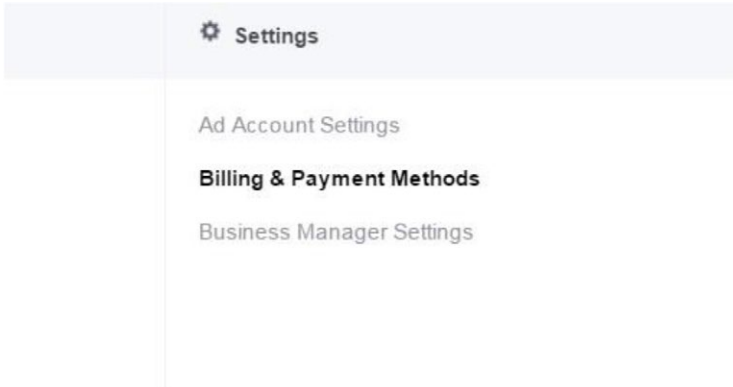 Settings
Ad Account Settings
Billing & Payment Methods
Business Manager Settings